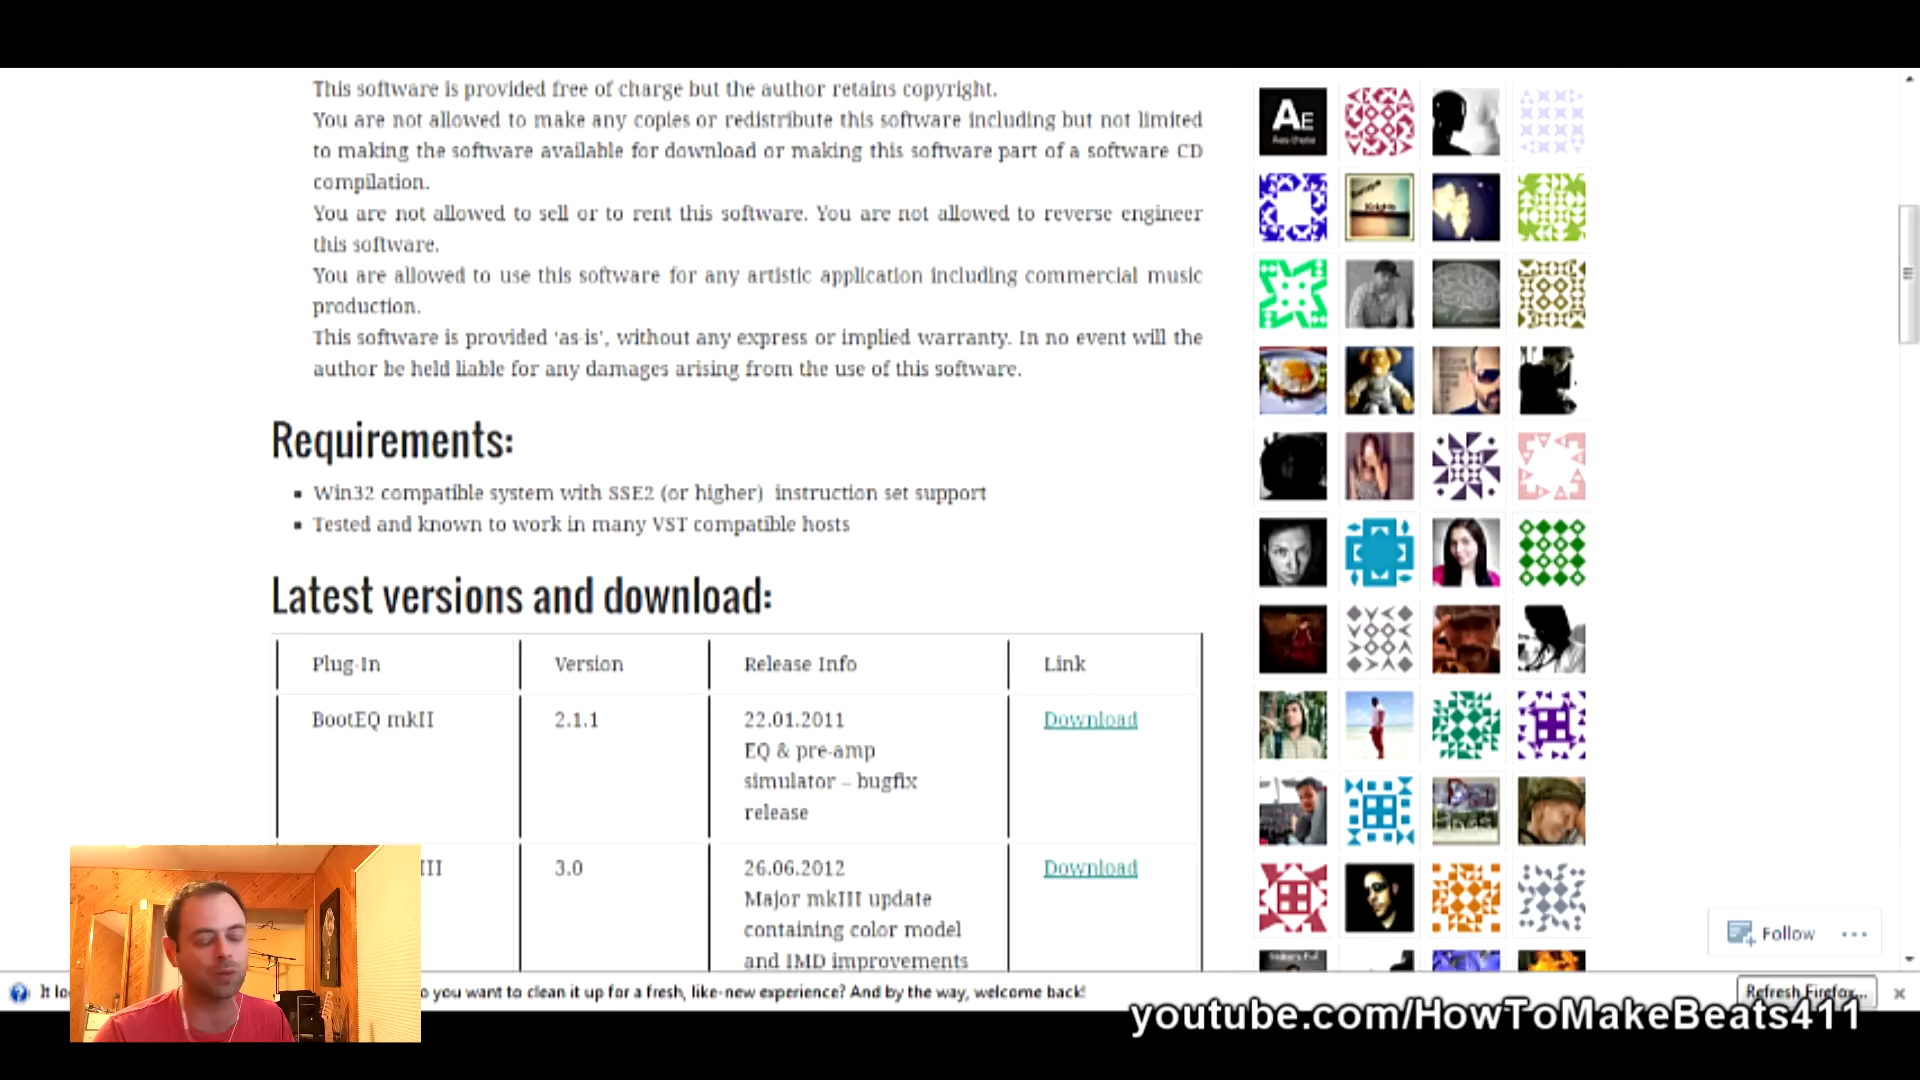 This software is provided free of charge but the author retains copyright.
You are not allowed to make any copies or redistribute this software including but not limited
to making the software available for download or making this software part of a software CD
compilation.
You are not allowed to sell or to rent this software. You are not allowed to reverse engineer
this software.
You are allowed to use this software for any artistic application including commercial music
production.
This software is provided 'as-is', without any express or implied warranty. In no event will the
author be held liable for any damages arising from the use of this software.
Requirements:
Win32 compatible system with SSE2 (or higher) instruction set support
Tested and known to work in many VST compatible hosts
Latest versions and download:
Plug-In Version Release Info Link
BootEQ mkII 2.1.1 22.01.2011 Download
EQ & pre-amp
simulator – bugfix
release
III 3.0 26.06.2012 Download
Major mkIII update
containing color model
and IMD improvements
AE
Follow
you want to clean it up for a fresh, like-new experience? And by the way, welcome back!
Refresh Firefox...
youtube.com/HowToMakeBeats411